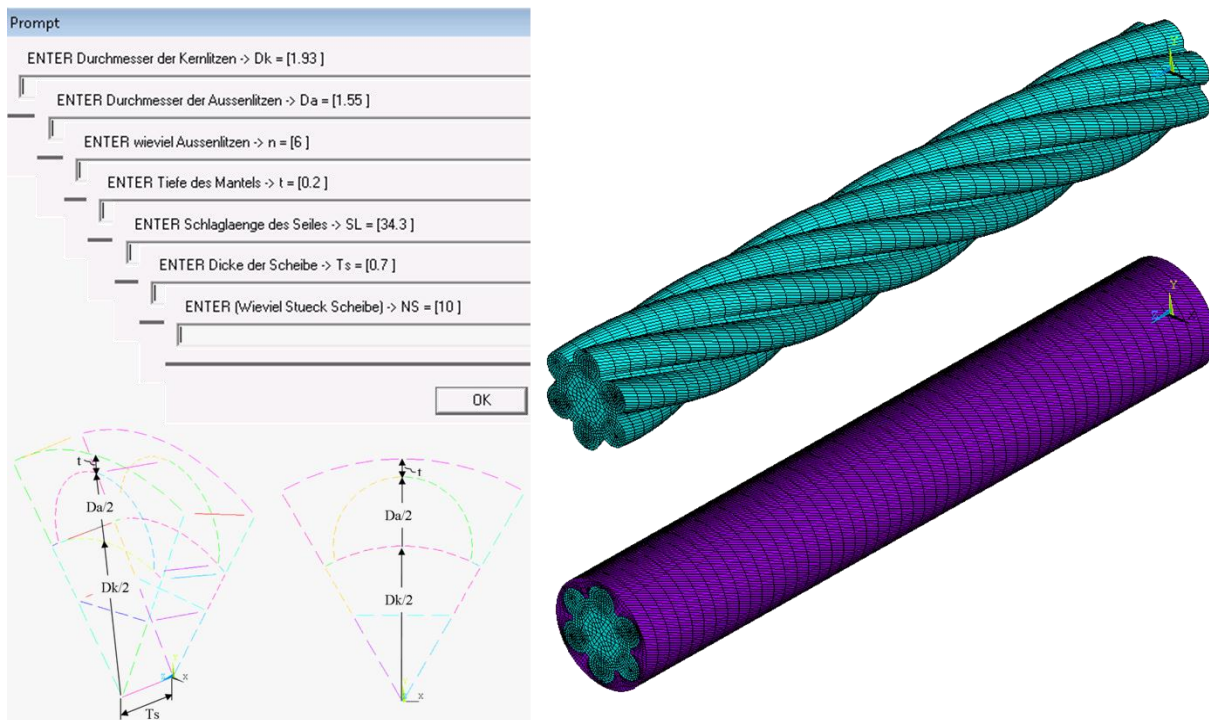 Prompt
ENTER Durchmesser der Kernlitzen -> Dk = [1.93 ]
ENTER Durchmesser der Aussenlitzen -> Da = [1.55 ]
ENTER wieviel Aussenlitzen -> n = [6 ]
ENTER Tiefe des Mantels -> t = [0.2 ]
ENTER Schlaglaenge des Seiles -> SL = [34.3 ]
ENTER Dicke der Scheibe -> Ts = [0.7 ]
ENTER (Wieviel Stueck Scheibe) -> NS = [10 ]
OK
t
Da/2
Dk/2
Ts
X
t
Da/2
Dk/2
X
Y
Y
Z